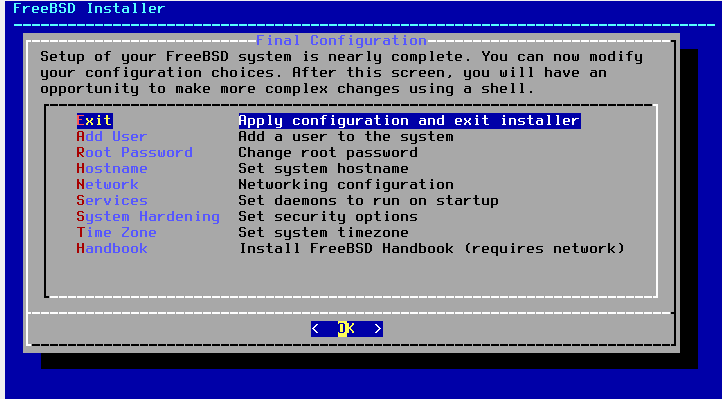 FreeBSD Installer
Final Configuration
Setup of your FreeBSD system is nearly complete. You can now modify
your configuration choices. After this screen, you will have an
opportunity to make more complex changes using a shell.
Exit Apply configuration and exit installer
Add User Add a user to the system
Root Password Change root password
Hostname Set system hostname
Network Networking configuration
Services Set daemons to run on startup
System Hardening Set security options
Time Zone Set system timezone
Handbook Install FreeBSD Handbook (requires network)
< OK >